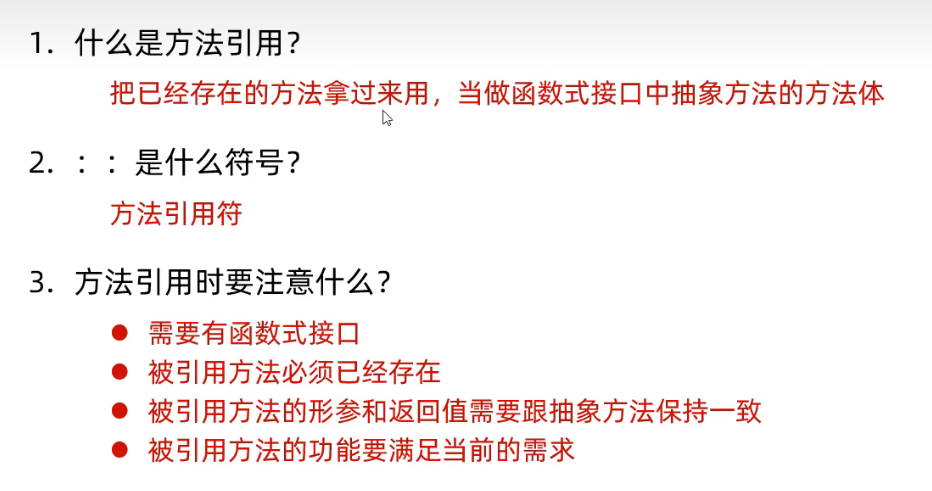 1. 什么是方法引用？
把已经存在的方法拿过来用，当做函数式接口中抽象方法的方法体
2. ：：是什么符号？
方法引用符
3. 方法引用时要注意什么？
● 需要有函数式接口
● 被引用方法必须已经存在
● 被引用方法的形参和返回值需要跟抽象方法保持一致
● 被引用方法的功能要满足当前的需求